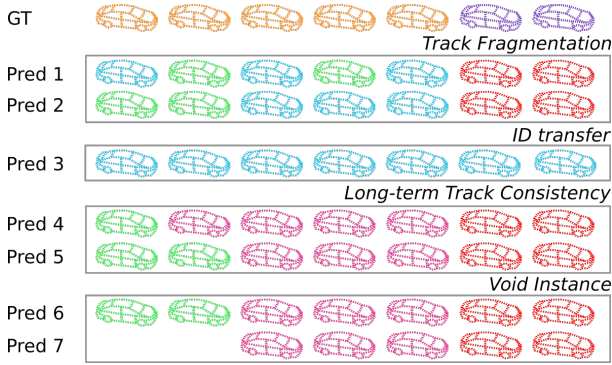 GT
Track Fragmentation
Pred 1
Pred 2
ID transfer
Pred 3
Long-term Track Consistency
Pred 4
Pred 5
Void Instance
Pred 6
Pred 7